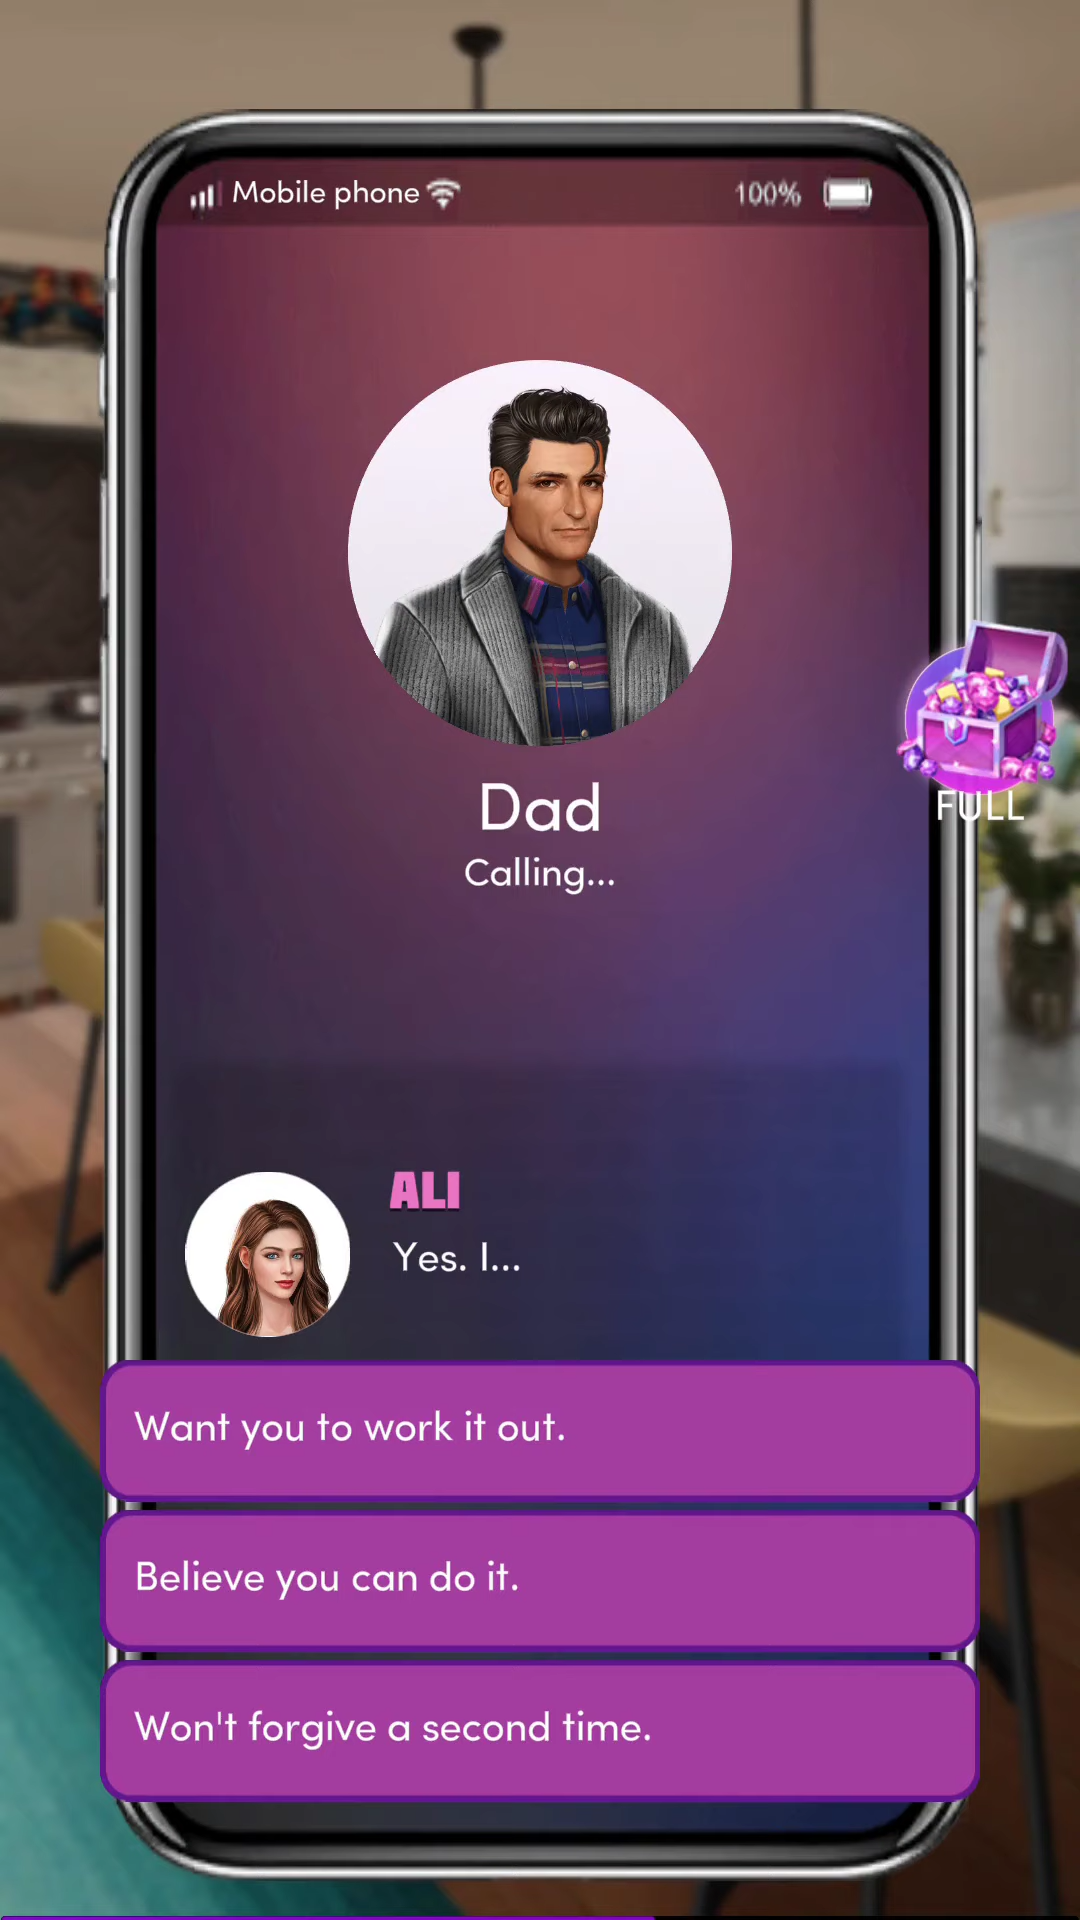 Mobile phone
100%
Dad
Calling...
FULL
ALI
Yes. I...
Want you to work it out.
Believe you can do it.
Won't forgive a second time.